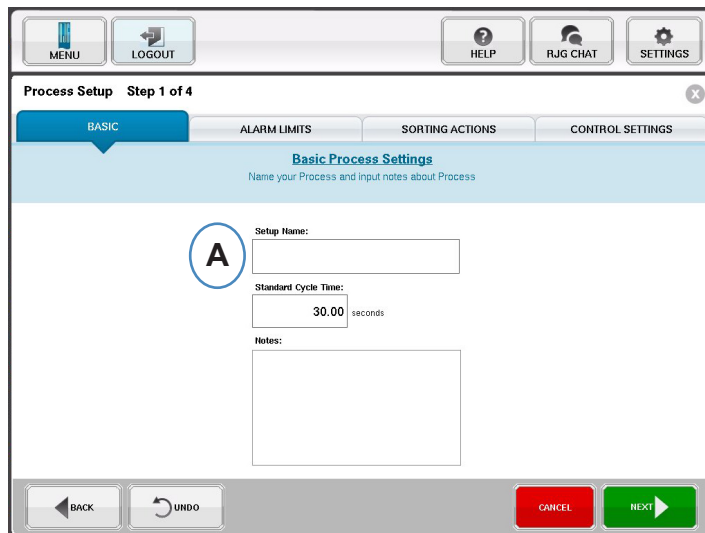 MENU LOGOUT HELP RJG CHAT SETTINGS
Process Setup Step 1 of 4
BASIC ALARM LIMITS SORTING ACTIONS CONTROL SETTINGS
Basic Process Settings
Name your Process and input notes about Process
Setup Name:
A
Standard Cycle Time:
30.00 seconds
Notes:
BACK UNDO CANCEL NEXT